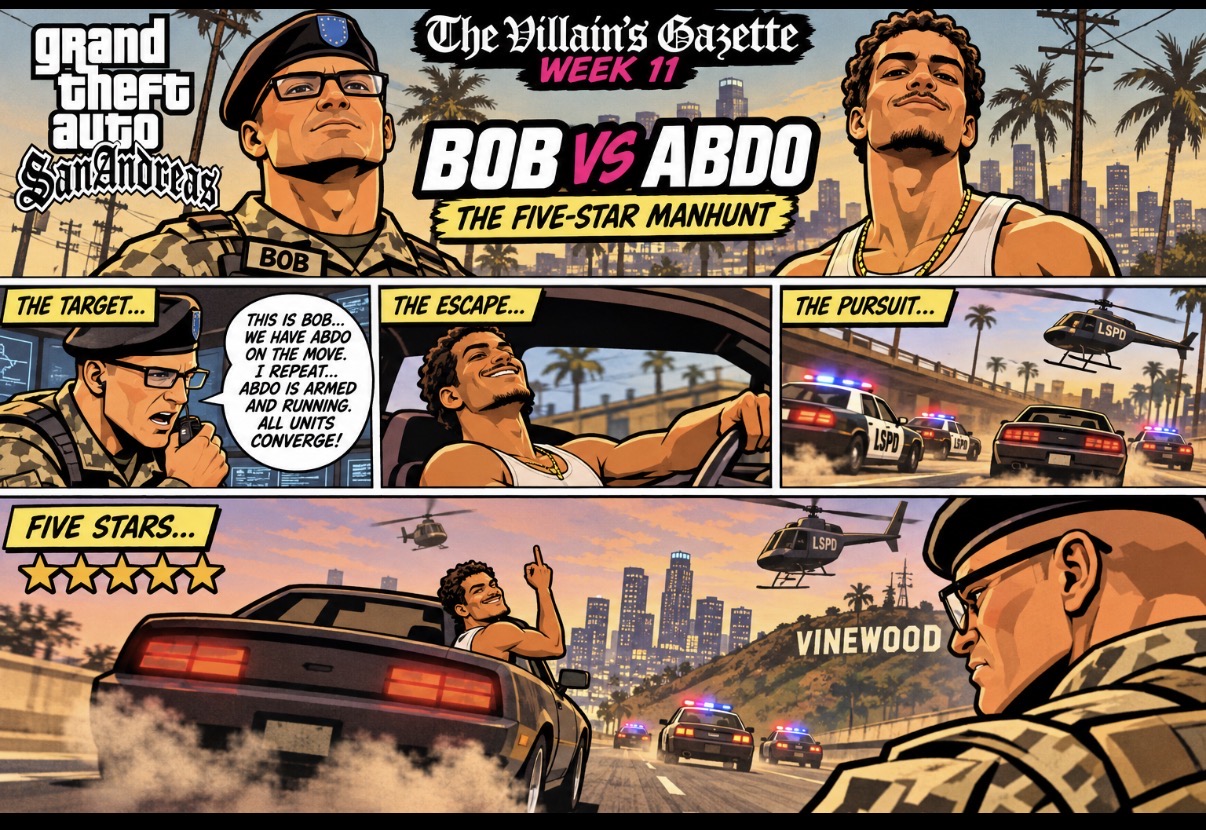 grand
theft
auto
San Andreas
The Villain's Gazette
WEEK 11
BOB VS ABDO
THE FIVE-STAR MANHUNT
BOB
THE TARGET...
THIS IS BOB...
WE HAVE ABDO
ON THE MOVE.
I REPEAT...
ABDO IS ARMED
AND RUNNING.
ALL UNITS
CONVERGE!
THE ESCAPE...
THE PURSUIT...
LSPD
LSPD
LSPD
FIVE STARS...
LSPD
VINEWOOD